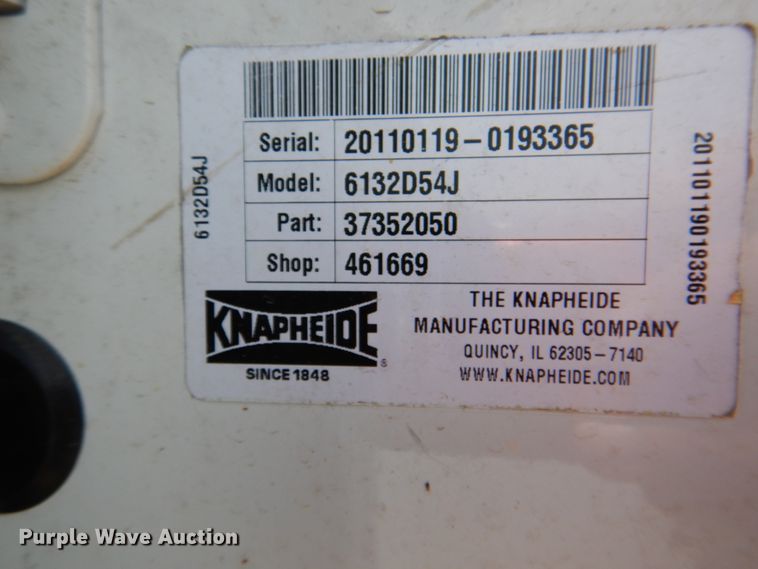 Serial: 20110119-0193365
Model: 6132D54J
Part: 37352050
Shop: 461669
6132D54J
201101190193365
KNAPHEIDE
®
SINCE 1848
THE KNAPHEIDE
MANUFACTURING COMPANY
QUINCY, IL 62305-7140
WWW.KNAPHEIDE.COM
Purple Wave Auction